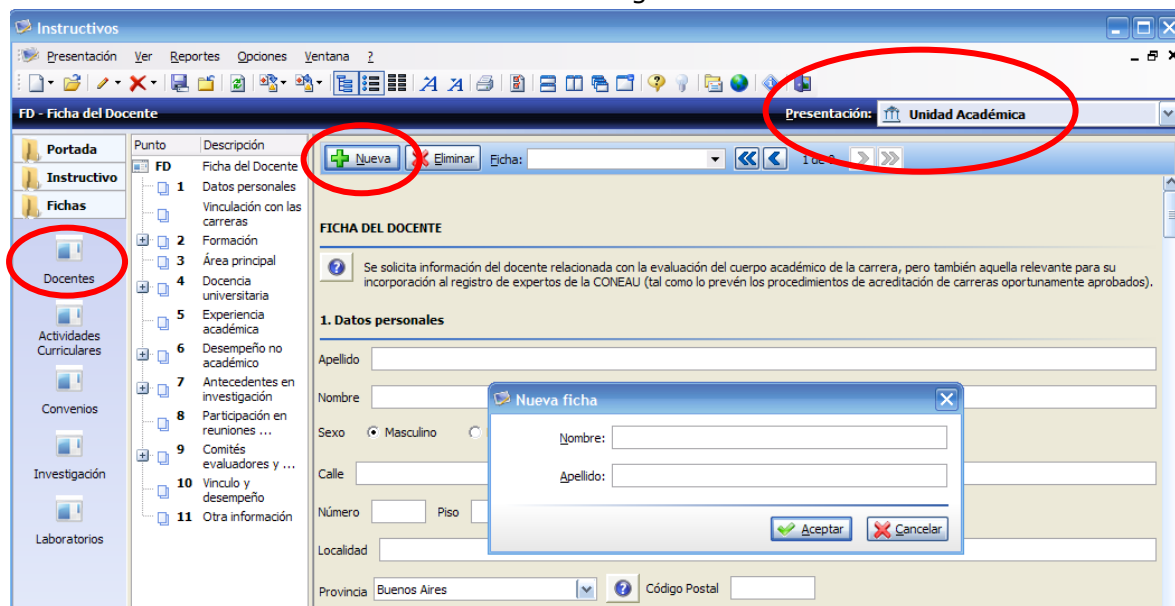 Instructivos
Presentación Ver Reportes Opciones Ventana ?
FD - Ficha del Docente
Presentación: Unidad Académica
Portada
Instructivo
Fichas
Docentes
Actividades
Curriculares
Convenios
Investigación
Laboratorios
Punto Descripción
FD Ficha del Docente
1 Datos personales
Vinculación con las
carreras
2 Formación
3 Área principal
4 Docencia
universitaria
5 Experiencia
académica
6 Desempeño no
académico
7 Antecedentes en
investigación
8 Participación en
reuniones ...
9 Comités
evaluadores y ...
10 Vinculo y
desempeño
11 Otra información
Nueva Eliminar Ficha:
FICHA DEL DOCENTE
Se solicita información del docente relacionada con la evaluación del cuerpo académico de la carrera, pero también aquella relevante para su
incorporación al registro de expertos de la CONEAU (tal como lo prevén los procedimientos de acreditación de carreras oportunamente aprobados).
1. Datos personales
Apellido
Nombre
Sexo Masculino
Calle
Número Piso
Localidad
Provincia Buenos Aires Código Postal
Nueva ficha
Nombre:
Apellido:
Aceptar Cancelar